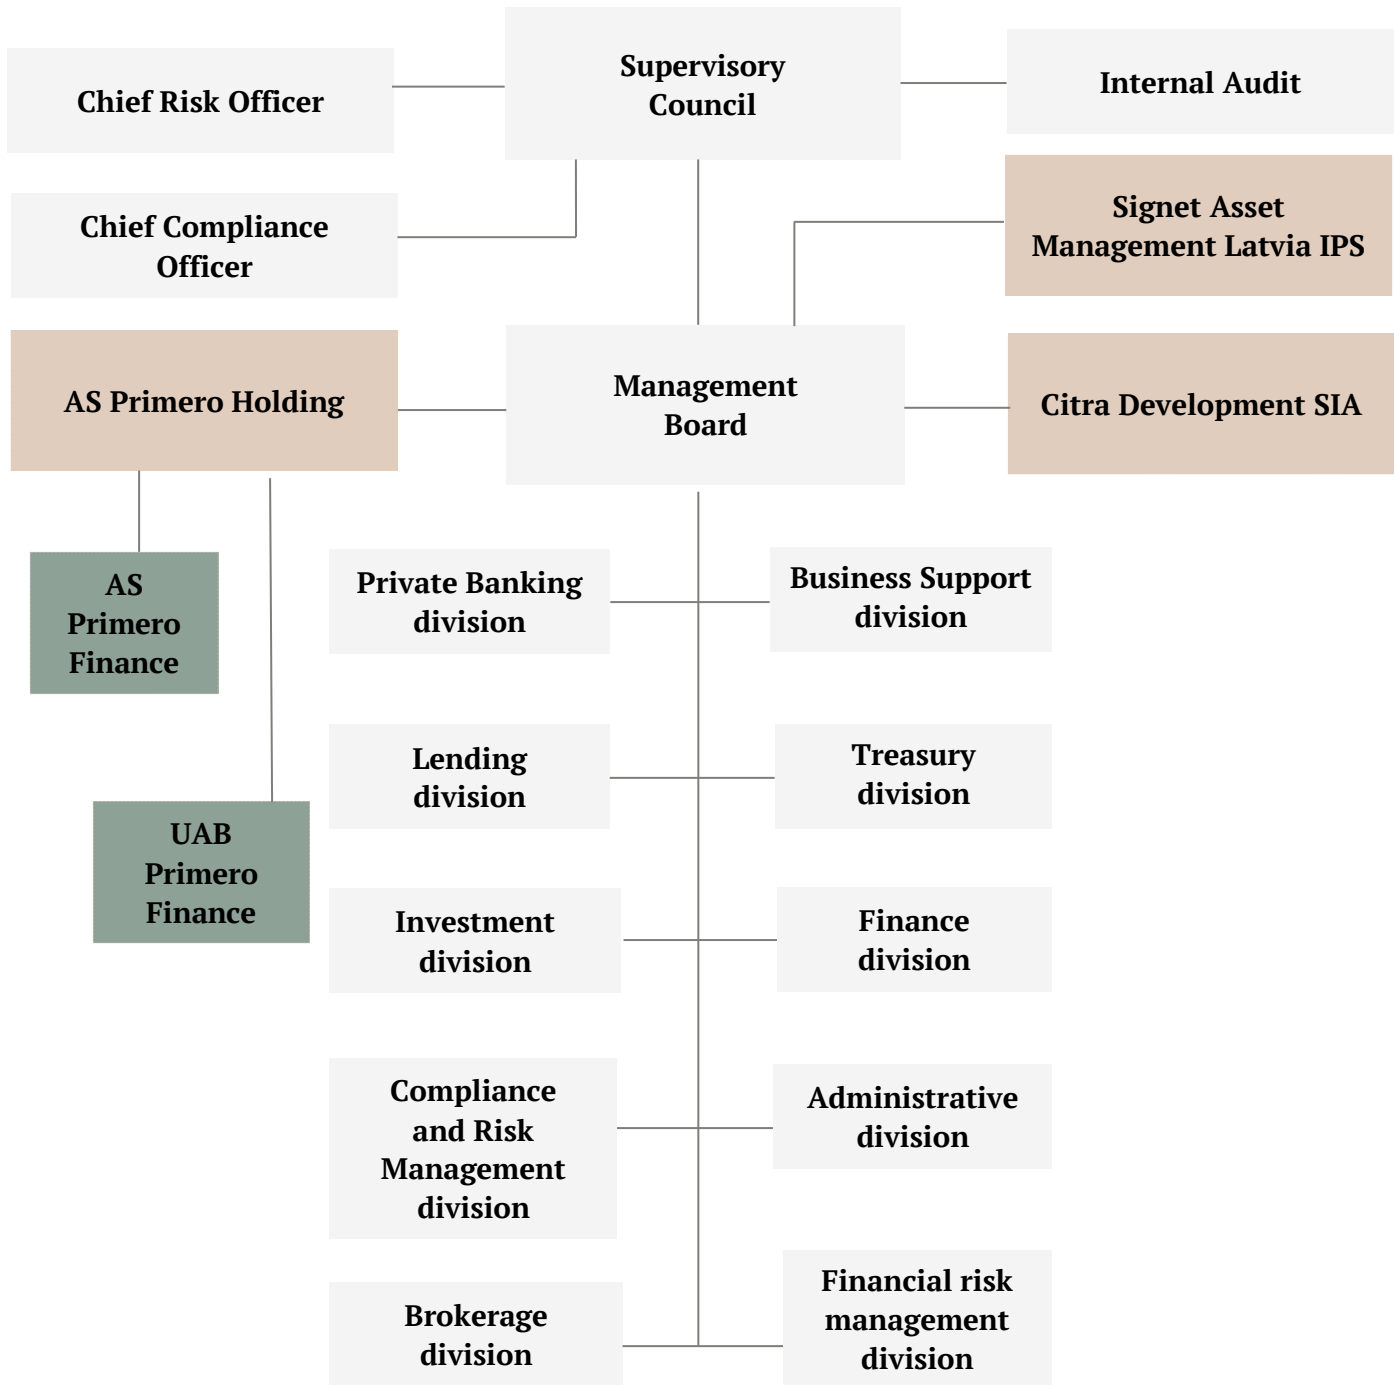 Supervisory
Council
Chief Risk Officer
Internal Audit
Chief Compliance
Officer
Signet Asset
Management Latvia IPS
AS Primero Holding
Management
Board
Citra Development SIA
AS
Primero
Finance
Private Banking
division
Business Support
division
Lending
division
Treasury
division
UAB
Primero
Finance
Investment
division
Finance
division
Compliance
and Risk
Management
division
Administrative
division
Brokerage
division
Financial risk
management
division